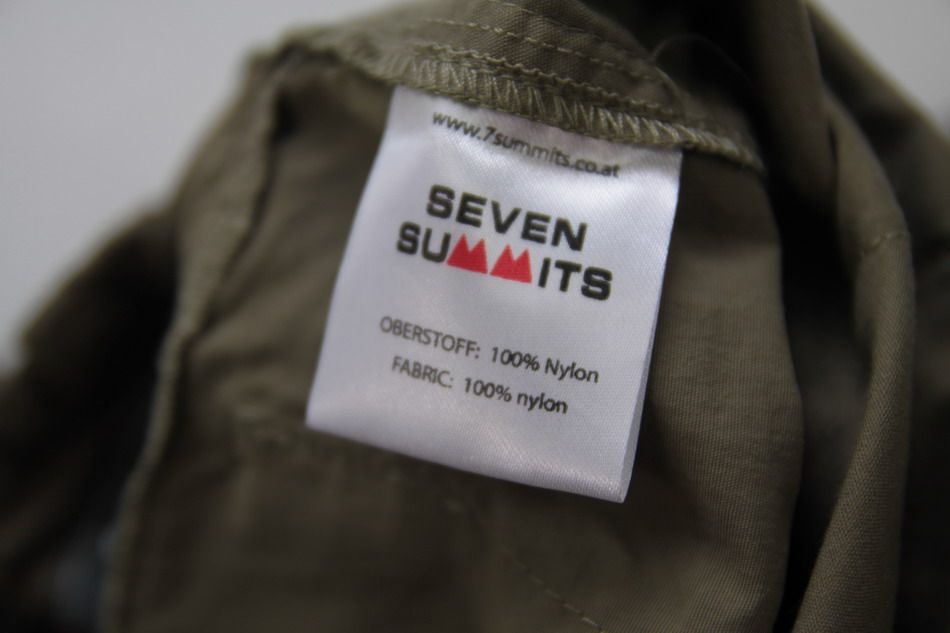 www.7summits.co.at
SEVEN
SUMMITS
OBERSTOFF: 100% Nylon
FABRIC: 100% nylon